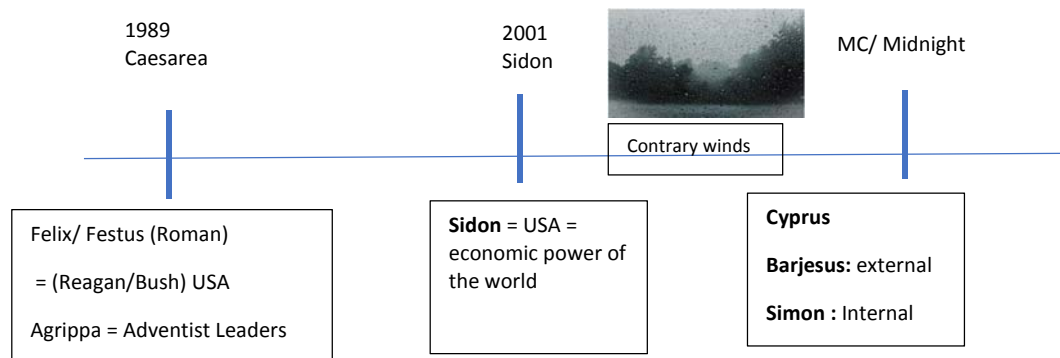 1989
Caesarea
2001
Sidon
MC/ Midnight
Contrary winds
Felix/ Festus (Roman)
= (Reagan/Bush) USA
Agrippa = Adventist Leaders
Sidon = USA =
economic power of
the world
Cyprus
Barjesus: external
Simon : Internal